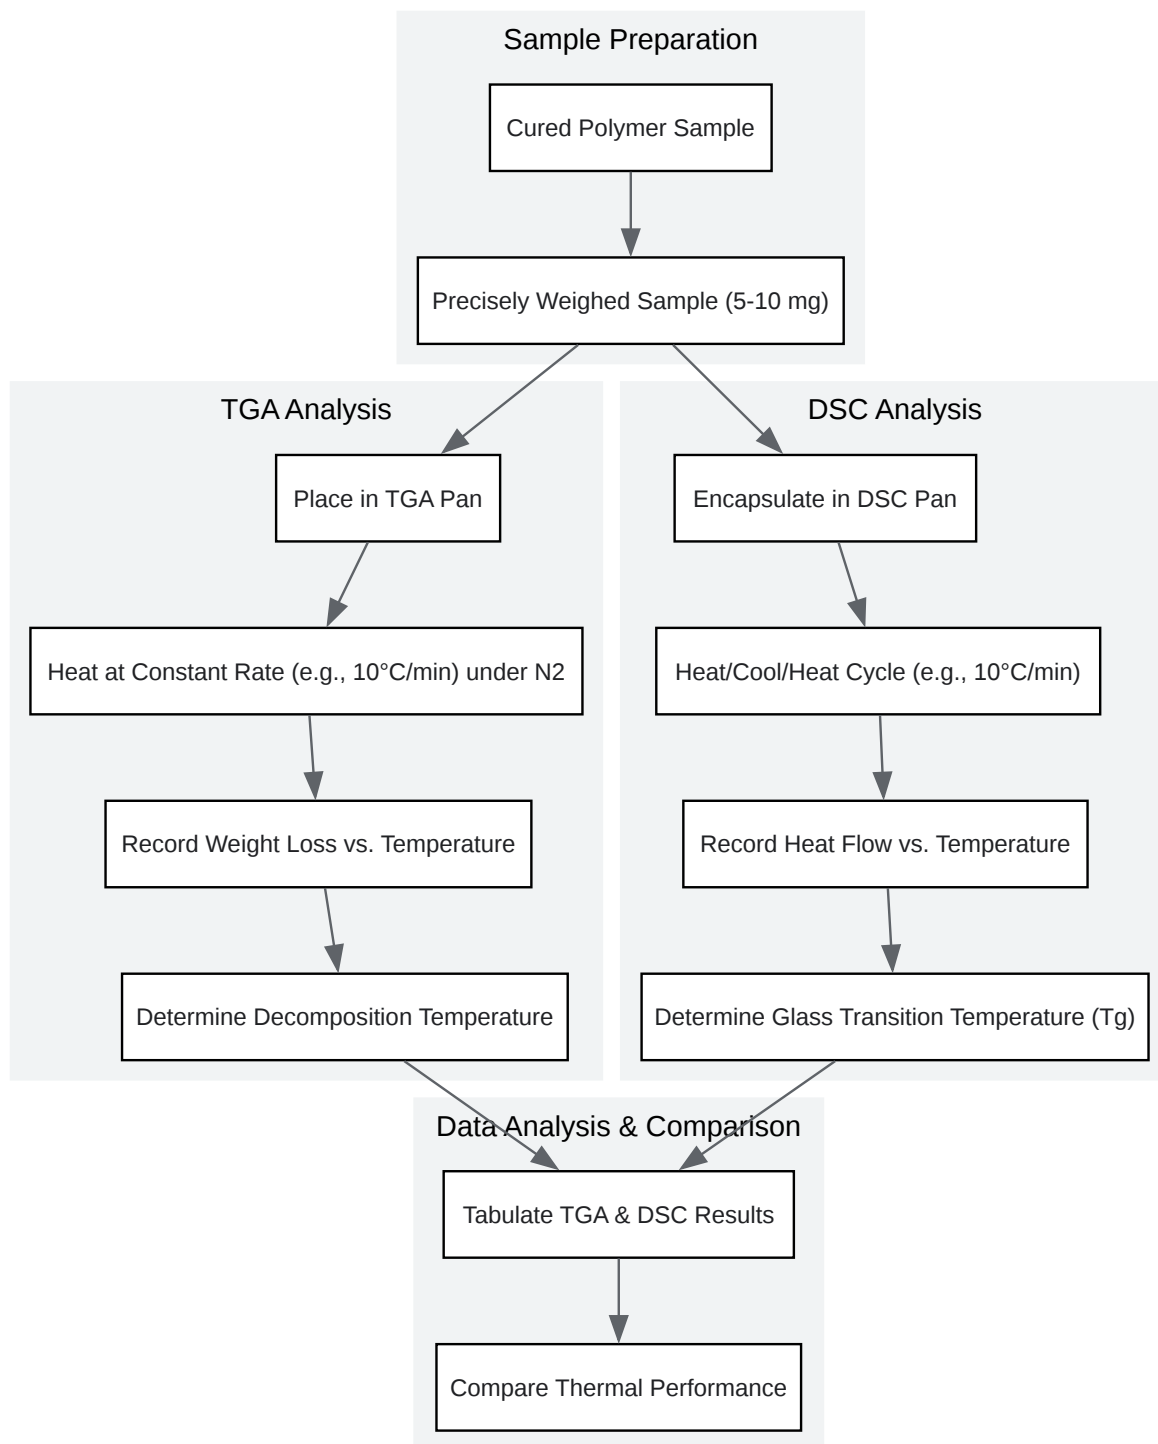 Sample Preparation
Cured Polymer Sample
Precisely Weighed Sample (5-10 mg)
TGA Analysis
Place in TGA Pan
Heat at Constant Rate (e.g., 10°C/min) under N2
Record Weight Loss vs. Temperature
Determine Decomposition Temperature
DSC Analysis
Encapsulate in DSC Pan
Heat/Cool/Heat Cycle (e.g., 10°C/min)
Record Heat Flow vs. Temperature
Determine Glass Transition Temperature (Tg)
Data Analysis & Comparison
Tabulate TGA & DSC Results
Compare Thermal Performance